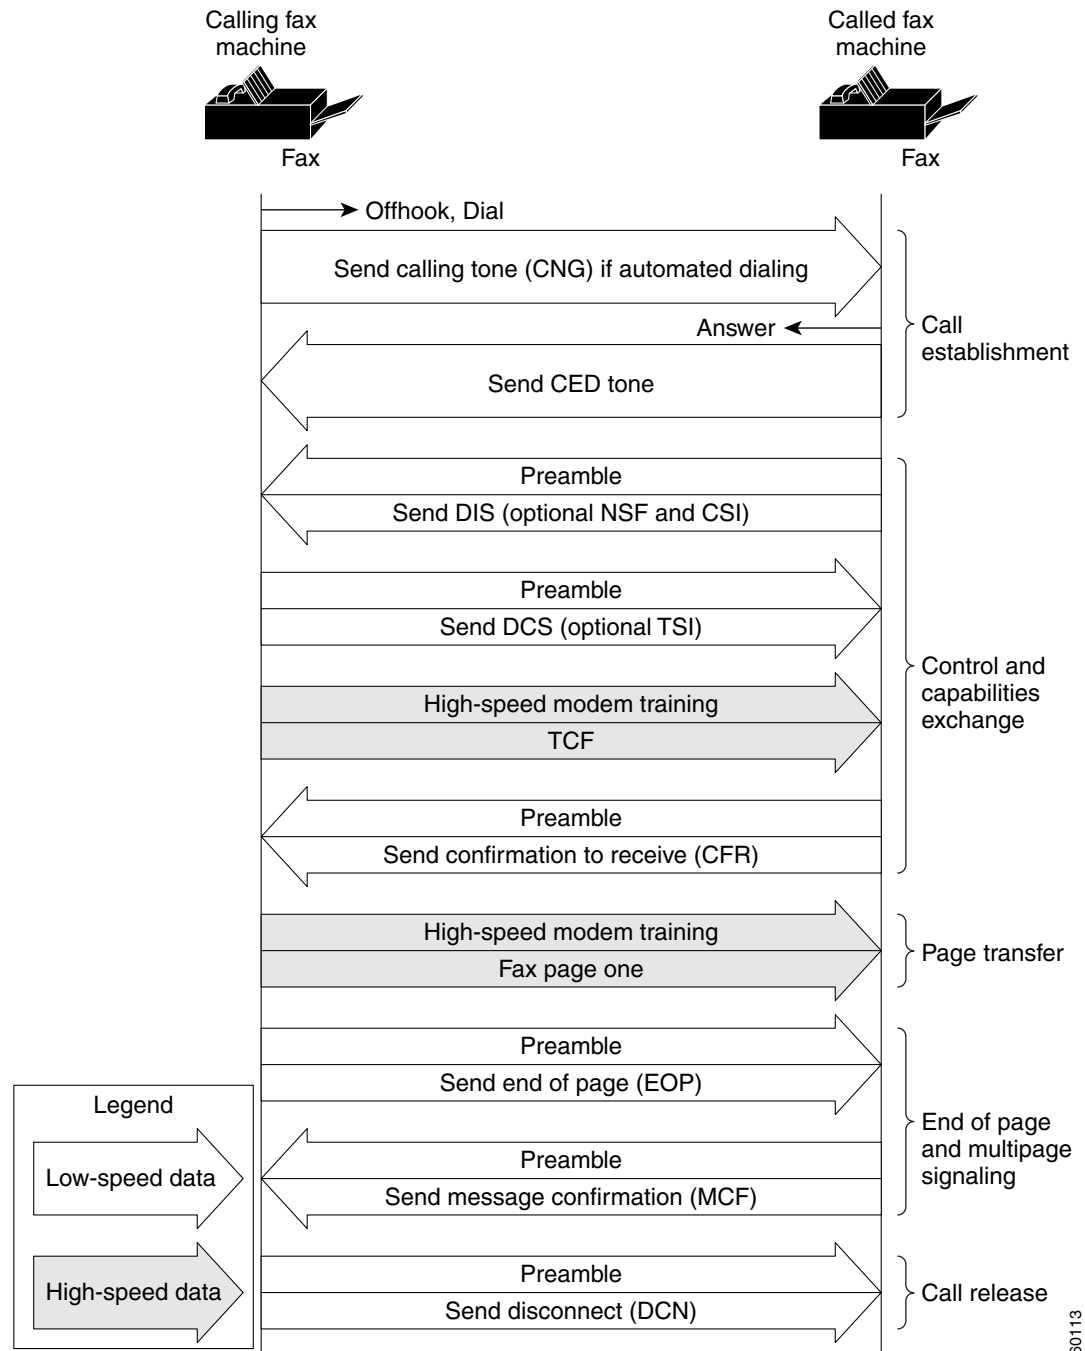 Calling fax
machine
Called fax
machine
Fax
Fax
Offhook, Dial
Send calling tone (CNG) if automated dialing
Answer
Call
establishment
Send CED tone
Preamble
Send DIS (optional NSF and CSI)
Preamble
Send DCS (optional TSI)
High-speed modem training
TCF
Control and
capabilities
exchange
Preamble
Send confirmation to receive (CFR)
High-speed modem training
Fax page one
Page transfer
Preamble
Send end of page (EOP)
Preamble
Send message confirmation (MCF)
End of page
and multipage
signaling
Preamble
Send disconnect (DCN)
Call release
Legend
Low-speed data
High-speed data